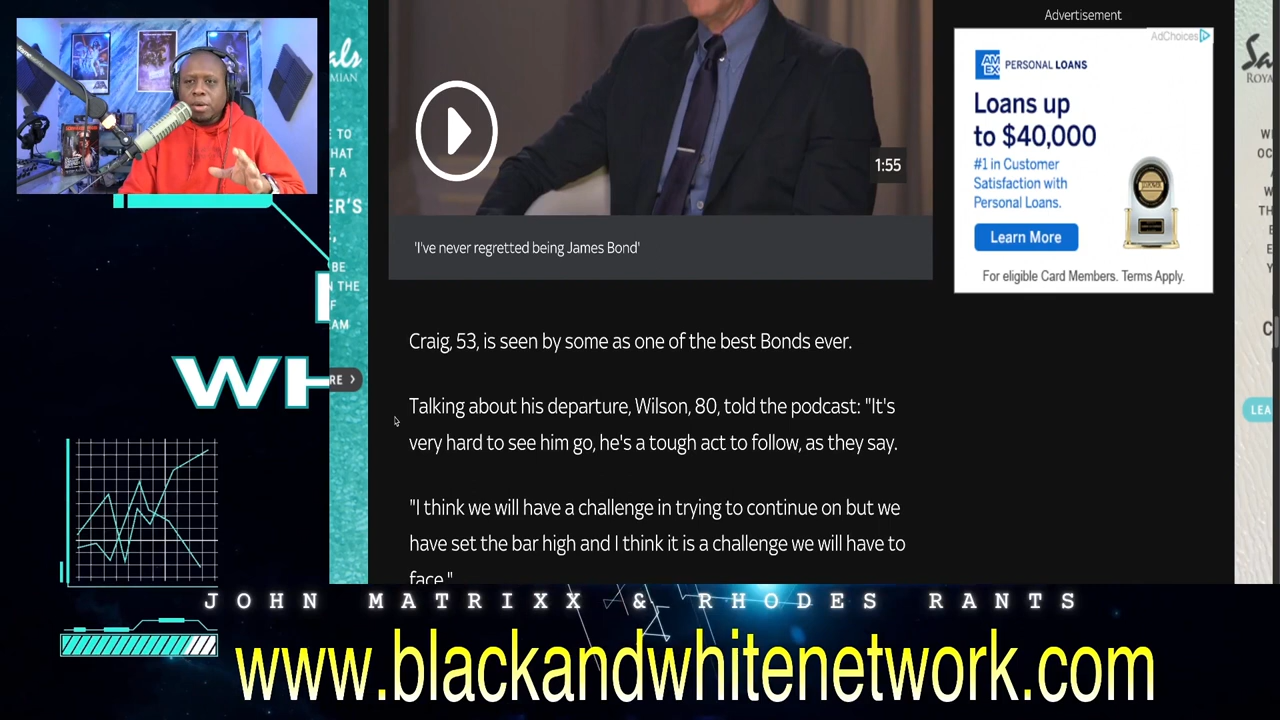 Advertisement
AdChoices
AM
EX
PERSONAL LOANS
Loans up
to $40,000
#1 in Customer
Satisfaction with
Personal Loans.
Learn More
For eligible Card Members. Terms Apply.
1:55
'I've never regretted being James Bond'
Craig, 53, is seen by some as one of the best Bonds ever.
Talking about his departure, Wilson, 80, told the podcast: "It's
very hard to see him go, he's a tough act to follow, as they say.
"I think we will have a challenge in trying to continue on but we
have set the bar high and I think it is a challenge we will have to
face."
WH
JOHN MATRIXX & RHODES RANTS
www.blackandwhitenetwork.com